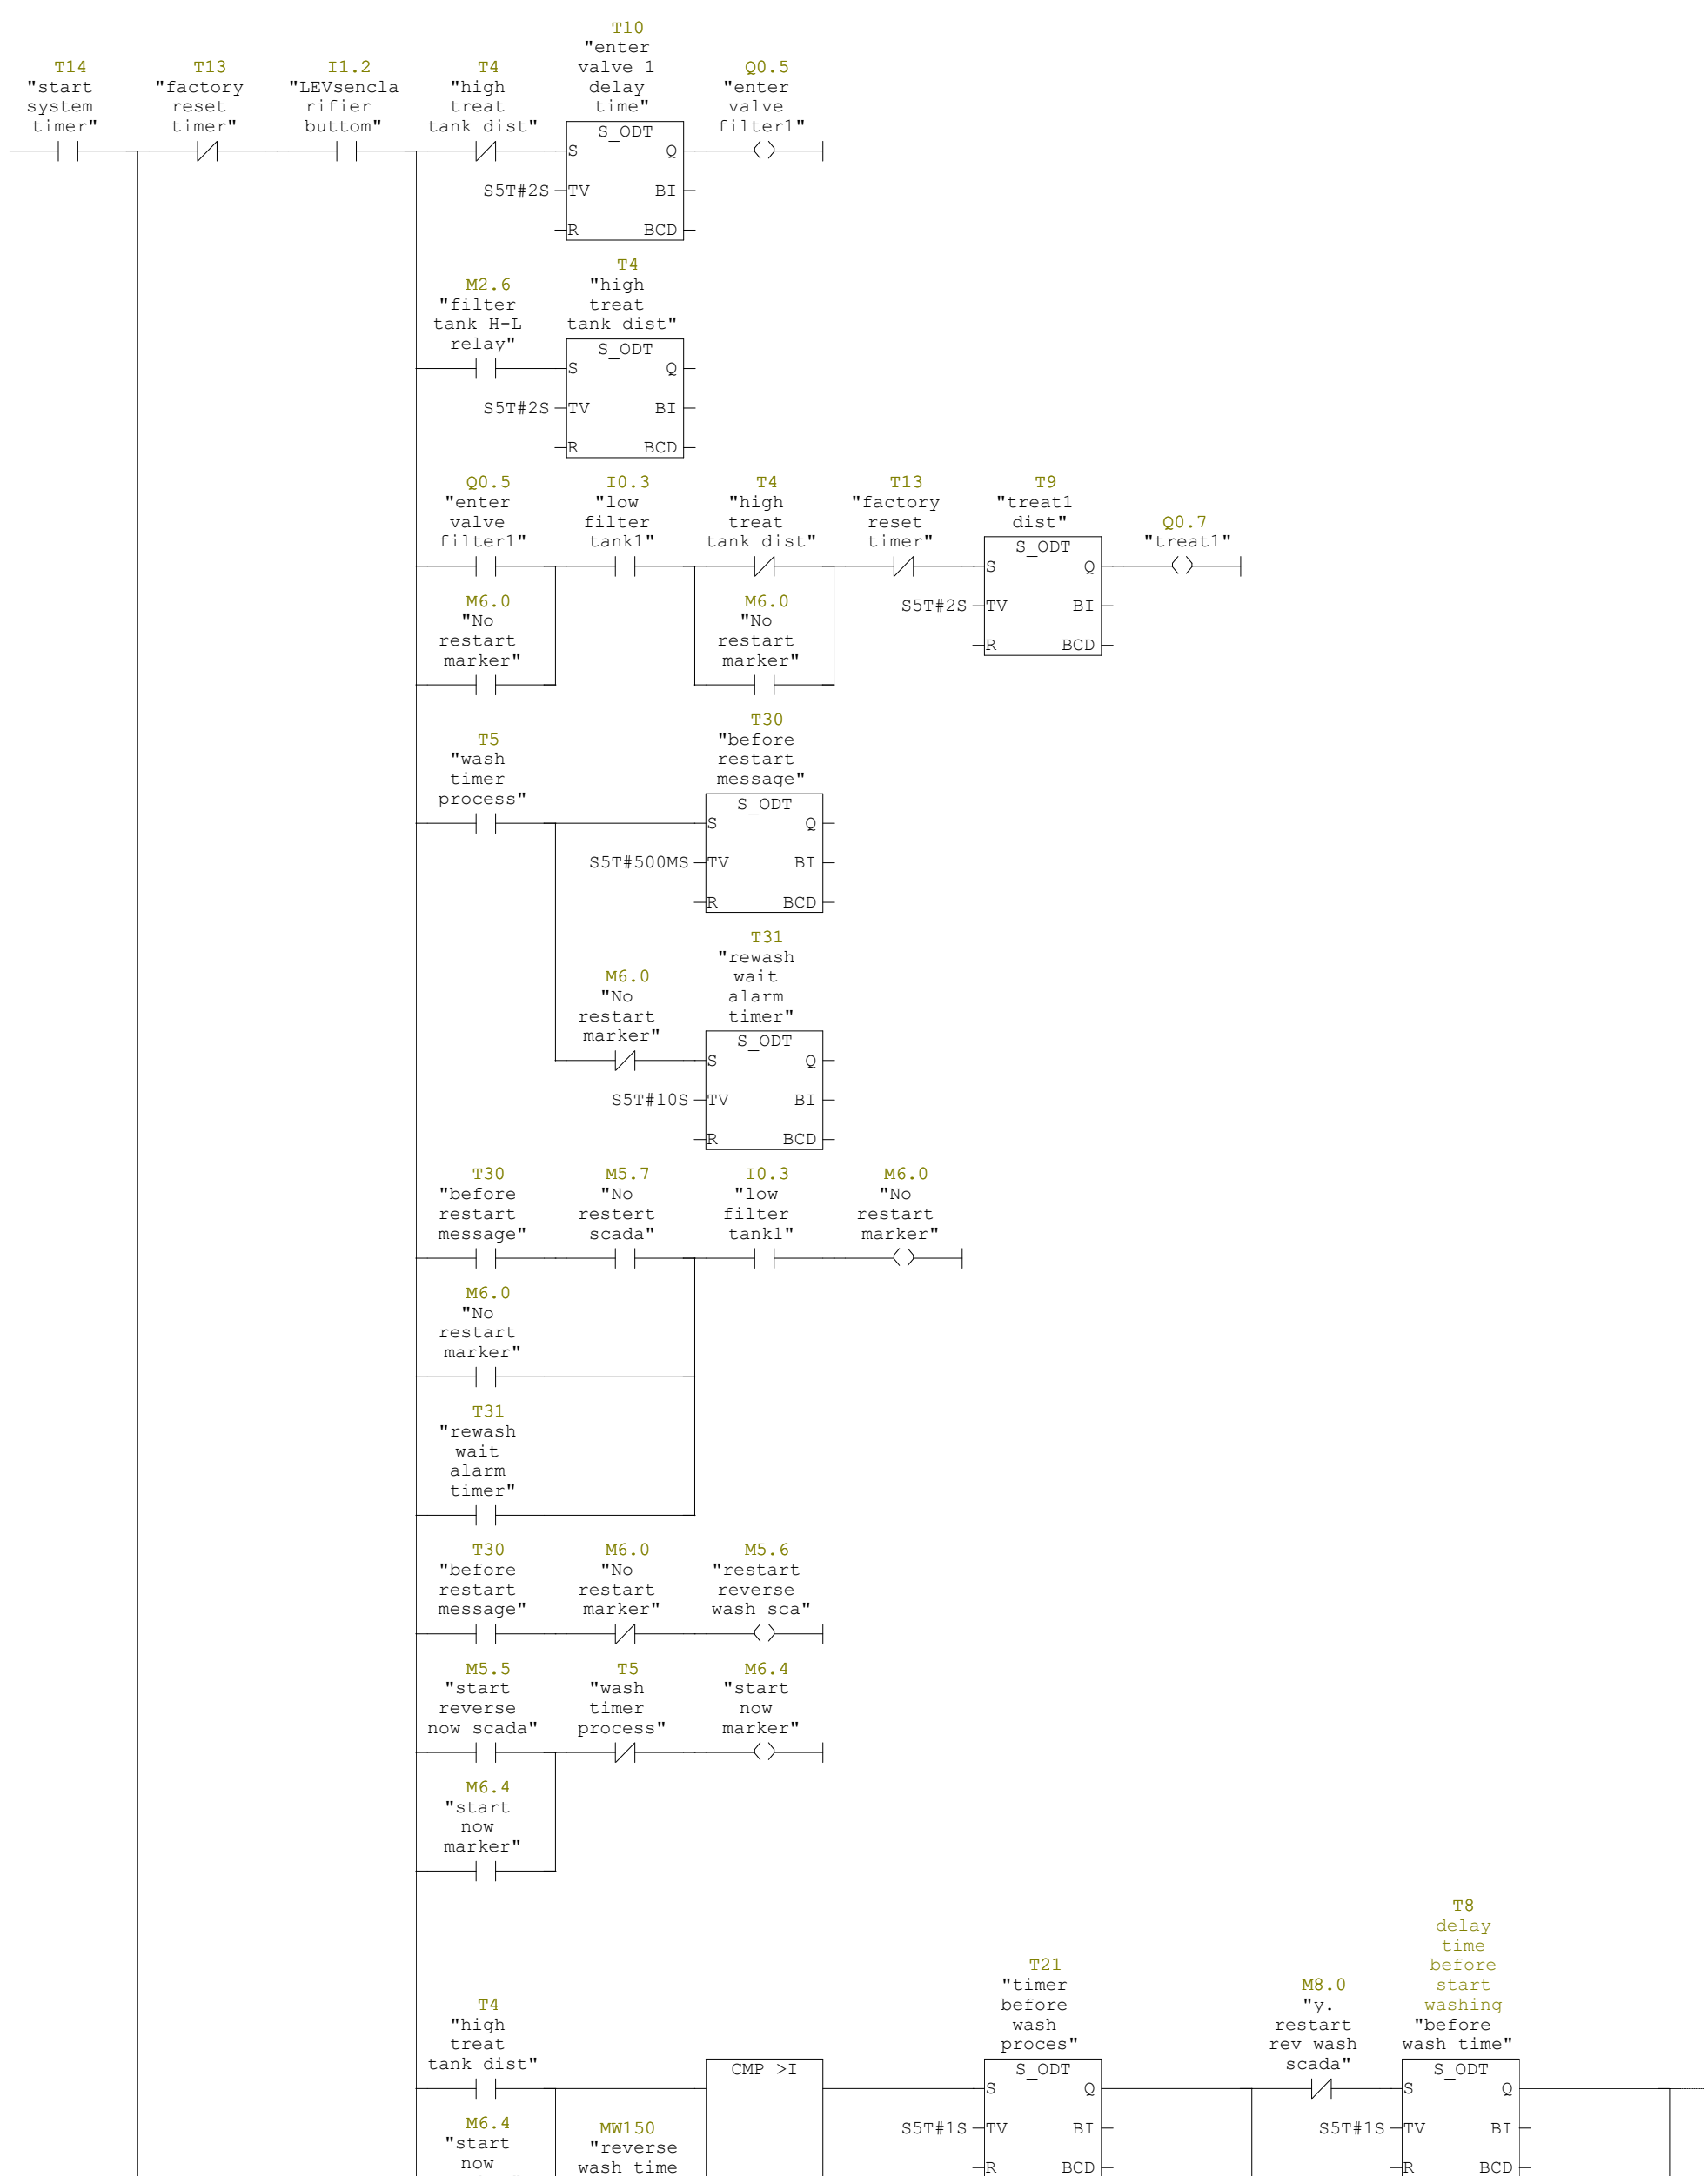 T14
"start
system
timer"
T13
"factory
reset
timer"
I1.2
"LEVsencla
rifier
buttom"
T4
"high
treat
tank dist"
T10
"enter
valve 1
delay
time"
S_ODT
S Q
S5T#2S TV BI
R BCD
Q0.5
"enter
valve
filter1"
M2.6
"filter
tank H-L
relay"
T4
"high
treat
tank dist"
S_ODT
S Q
S5T#2S TV BI
R BCD
Q0.5
"enter
valve
filter1"
I0.3
"low
filter
tank1"
T4
"high
treat
tank dist"
T13
"factory
reset
timer"
T9
"treat1
dist"
S_ODT
S Q
S5T#2S TV BI
R BCD
Q0.7
"treat1"
M6.0
"No
restart
marker"
M6.0
"No
restart
marker"
T5
"wash
timer
process"
T30
"before
restart
message"
S_ODT
S Q
S5T#500MS TV BI
R BCD
M6.0
"No
restart
marker"
T31
"rewash
wait
alarm
timer"
S_ODT
S Q
S5T#10S TV BI
R BCD
T30
"before
restart
message"
M5.7
"No
restert
scada"
I0.3
"low
filter
tank1"
M6.0
"No
restart
marker"
M6.0
"No
restart
marker"
T31
"rewash
wait
alarm
timer"
T30
"before
restart
message"
M6.0
"No
restart
marker"
M5.6
"restart
reverse
wash sca"
M5.5
"start
reverse
now scada"
T5
"wash
timer
process"
M6.4
"start
now
marker"
M6.4
"start
now
marker"
T4
"high
treat
tank dist"
CMP >I
T21
"timer
before
wash
proces"
S_ODT
S Q
S5T#1S TV BI
R BCD
M8.0
"y.
restart
rev wash
scada"
T8
delay
time
before
start
washing
"before
wash time"
S_ODT
S Q
S5T#1S TV BI
R BCD
M6.4
"start
now
MW150
"reverse
wash time